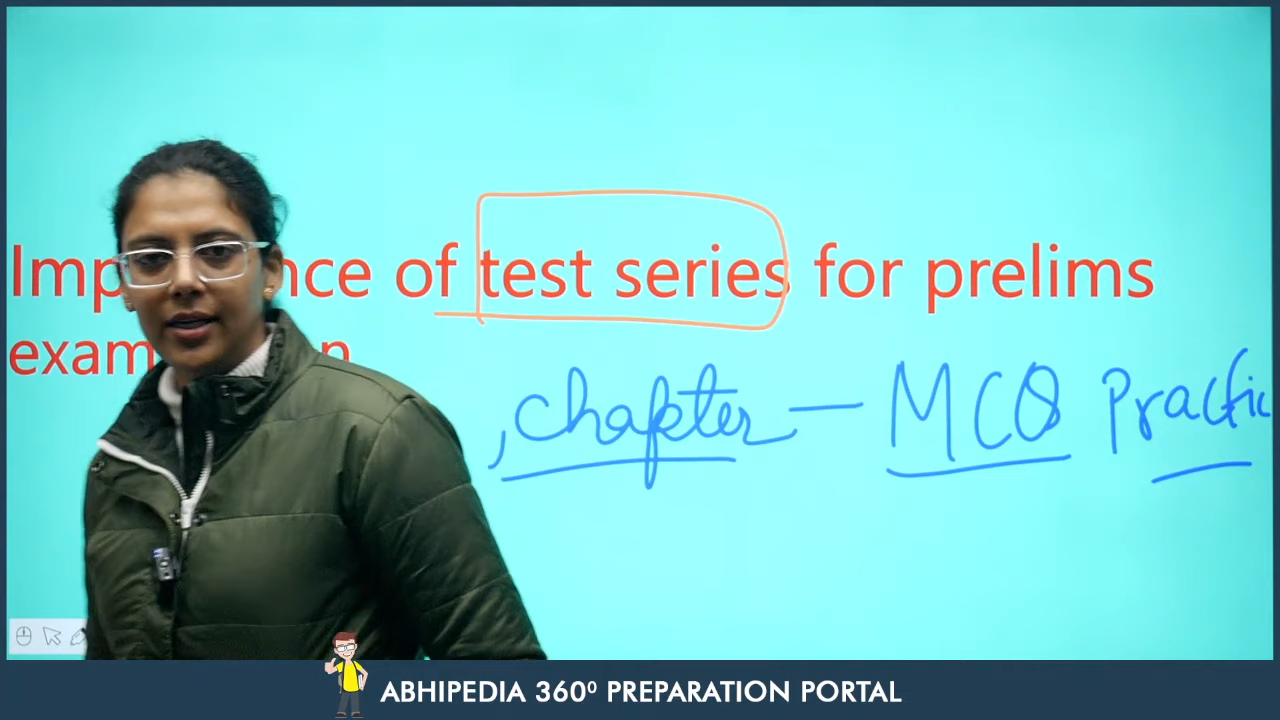 Imp nce of test series for prelims
exam n
, chapter — MCQ Practic
ABHIPEDIA 360⁰ PREPARATION PORTAL